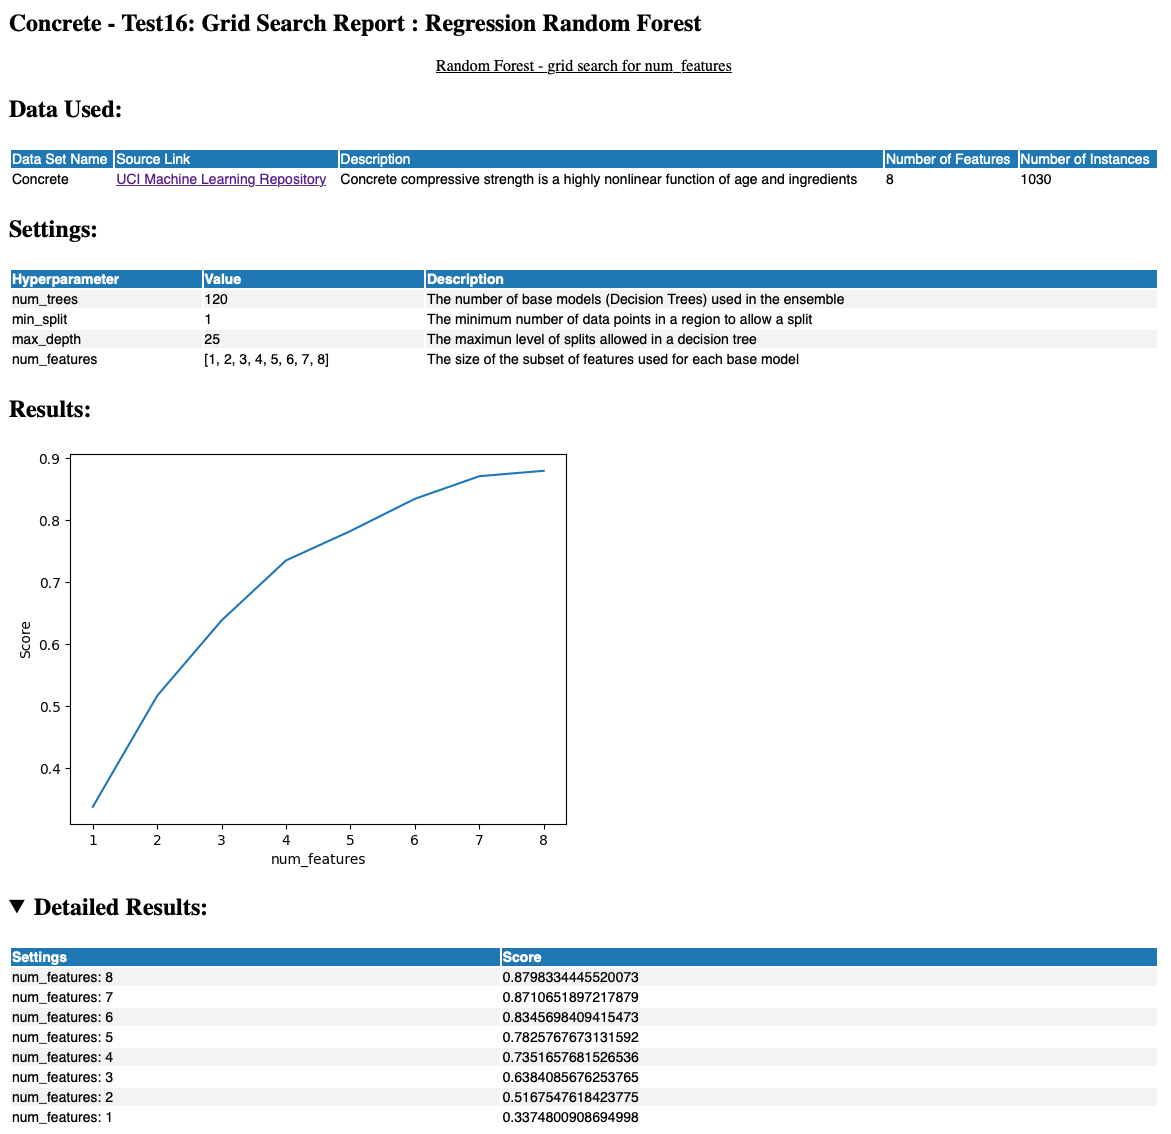 Concrete - Test16: Grid Search Report : Regression Random Forest
Random Forest - grid search for num_features
Data Used:
Data Set Name Source Link Description Number of Features Number of Instances
Concrete UCI Machine Learning Repository Concrete compressive strength is a highly nonlinear function of age and ingredients 8 1030
Settings:
Hyperparameter Value Description
num_trees 120 The number of base models (Decision Trees) used in the ensemble
min_split 1 The minimum number of data points in a region to allow a split
max_depth 25 The maximun level of splits allowed in a decision tree
num_features [1, 2, 3, 4, 5, 6, 7, 8] The size of the subset of features used for each base model
Results:
0.9
0.8
0.7
0.6
0.5
0.4
Score
1 2 3 4 5 6 7 8
num_features
▼ Detailed Results:
Settings Score
num_features: 8 0.8798334445520073
num_features: 7 0.8710651897217879
num_features: 6 0.8345698409415473
num_features: 5 0.7825767673131592
num_features: 4 0.7351657681526536
num_features: 3 0.6384085676253765
num_features: 2 0.5167547618423775
num_features: 1 0.3374800908694998